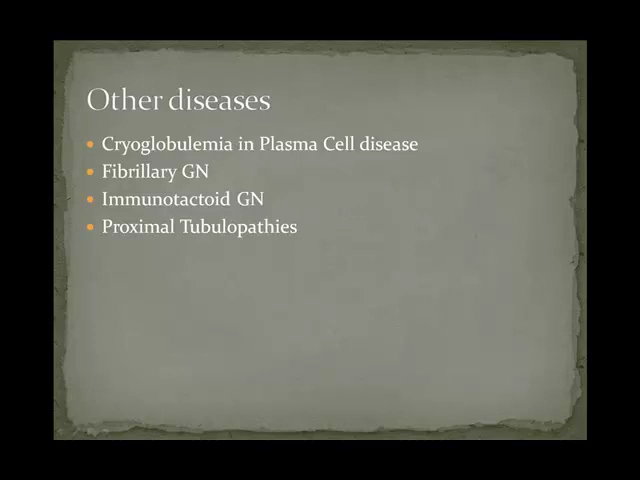 Other diseases
• Cryoglobulemia in Plasma Cell disease
• Fibrillary GN
• Immunotactoid GN
• Proximal Tubulopathies